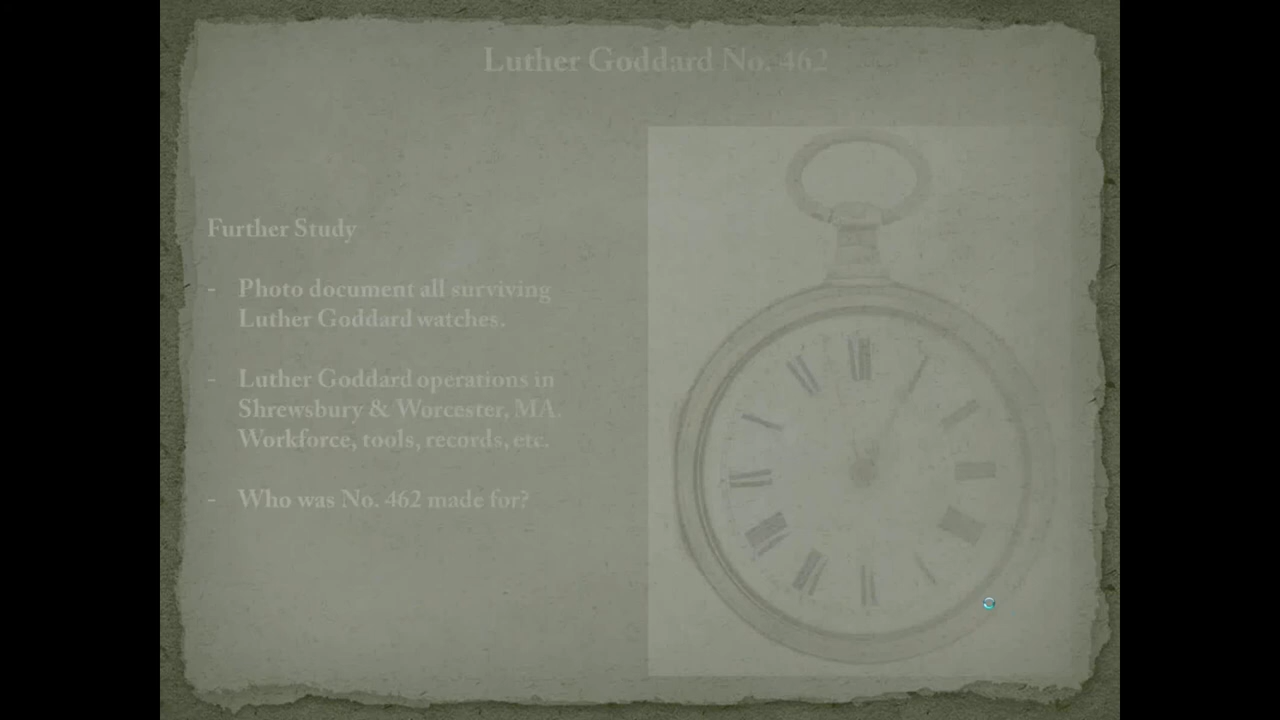 Luther Goddard No. 462
Further Study
- Photo document all surviving
Luther Goddard watches.
- Luther Goddard operations in
Shrewsbury & Worcester, MA.
Workforce, tools, records, etc.
- Who was No. 462 made for?